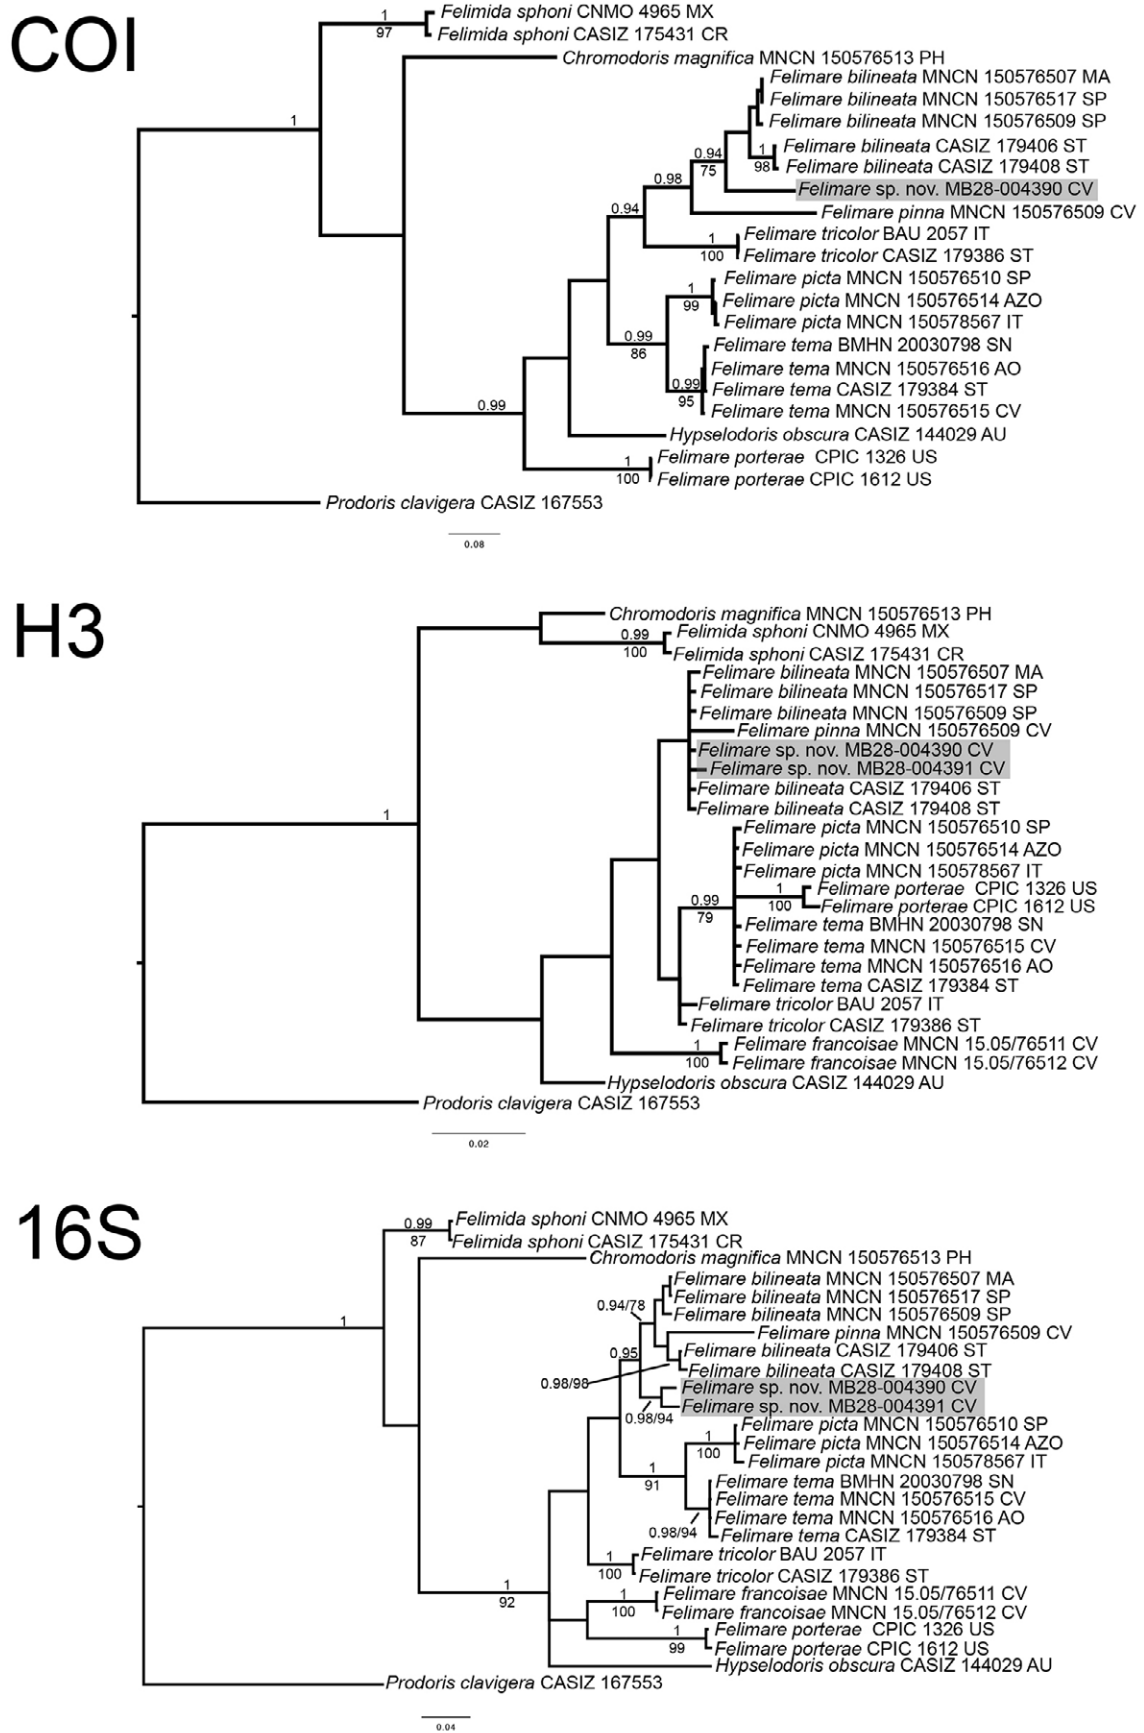 COI
1
97
Felimida sphoni CNMO 4965 MX
Felimida sphoni CASIZ 175431 CR
Chromodoris magnifica MNCN 150576513 PH
Felimare bilineata MNCN 150576507 MA
Felimare bilineata MNCN 150576517 SP
Felimare bilineata MNCN 150576509 SP
1
0.94
75
1
98
Felimare bilineata CASIZ 179406 ST
Felimare bilineata CASIZ 179408 ST
0.98
Felimare sp. nov. MB28-004390 CV
0.94
Felimare pinna MNCN 150576509 CV
1
100
Felimare tricolor BAU 2057 IT
Felimare tricolor CASIZ 179386 ST
1
99
Felimare picta MNCN 150576510 SP
Felimare picta MNCN 150576514 AZO
Felimare picta MNCN 150578567 IT
0.99
86
Felimare tema BMHN 20030798 SN
Felimare tema MNCN 150576516 AO
0.99
95
Felimare tema CASIZ 179384 ST
Felimare tema MNCN 150576515 CV
0.99
Hypselodoris obscura CASIZ 144029 AU
1
100
Felimare porterae CPIC 1326 US
Felimare porterae CPIC 1612 US
Prodoris clavigera CASIZ 167553
0.08
H3
Chromodoris magnifica MNCN 150576513 PH
0.99
100
Felimida sphoni CNMO 4965 MX
Felimida sphoni CASIZ 175431 CR
Felimare bilineata MNCN 150576507 MA
Felimare bilineata MNCN 150576517 SP
Felimare bilineata MNCN 150576509 SP
Felimare pinna MNCN 150576509 CV
Felimare sp. nov. MB28-004390 CV
Felimare sp. nov. MB28-004391 CV
Felimare bilineata CASIZ 179406 ST
Felimare bilineata CASIZ 179408 ST
1
Felimare picta MNCN 150576510 SP
Felimare picta MNCN 150576514 AZO
Felimare picta MNCN 150578567 IT
1
100
Felimare porterae CPIC 1326 US
Felimare porterae CPIC 1612 US
0.99
79
Felimare tema BMHN 20030798 SN
Felimare tema MNCN 150576515 CV
Felimare tema MNCN 150576516 AO
Felimare tema CASIZ 179384 ST
Felimare tricolor BAU 2057 IT
Felimare tricolor CASIZ 179386 ST
1
100
Felimare francoisae MNCN 15.05/76511 CV
Felimare francoisae MNCN 15.05/76512 CV
Hypselodoris obscura CASIZ 144029 AU
Prodoris clavigera CASIZ 167553
0.02
16S
0.99
87
Felimida sphoni CNMO 4965 MX
Felimida sphoni CASIZ 175431 CR
Chromodoris magnifica MNCN 150576513 PH
Felimare bilineata MNCN 150576507 MA
Felimare bilineata MNCN 150576517 SP
0.94/78
Felimare bilineata MNCN 150576509 SP
1
Felimare pinna MNCN 150576509 CV
0.95
Felimare bilineata CASIZ 179406 ST
Felimare bilineata CASIZ 179408 ST
0.98/98
Felimare sp. nov. MB28-004390 CV
Felimare sp. nov. MB28-004391 CV
0.98/94
Felimare picta MNCN 150576510 SP
1
100
Felimare picta MNCN 150576514 AZO
Felimare picta MNCN 150578567 IT
1
91
Felimare tema BMHN 20030798 SN
Felimare tema MNCN 150576515 CV
Felimare tema MNCN 150576516 AO
0.98/94
Felimare tema CASIZ 179384 ST
1
100
Felimare tricolor BAU 2057 IT
Felimare tricolor CASIZ 179386 ST
1
92
1
100
Felimare francoisae MNCN 15.05/76511 CV
Felimare francoisae MNCN 15.05/76512 CV
1
99
Felimare porterae CPIC 1326 US
Felimare porterae CPIC 1612 US
Hypselodoris obscura CASIZ 144029 AU
Prodoris clavigera CASIZ 167553
0.04